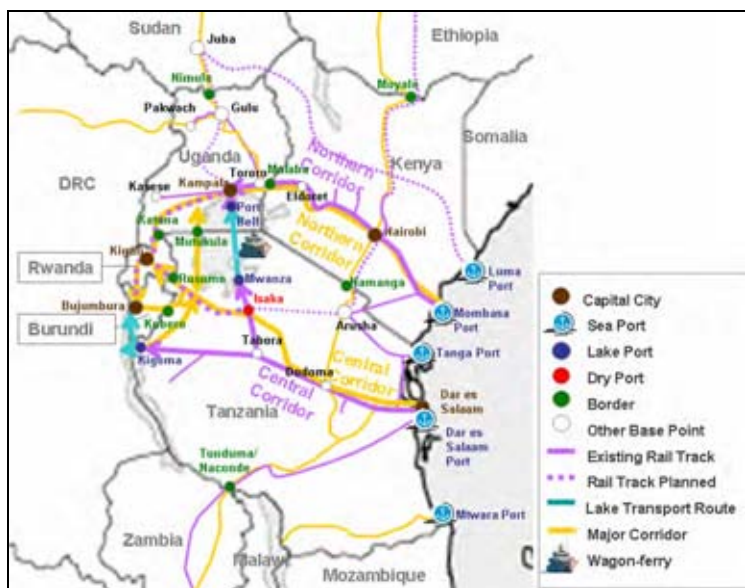 Sudan
Ethiopia
Juba
Nimule
Moyale
Pakwach
Gulu
Somalia
Uganda
Kenya
DRC
Northern
Corridor
Tororo
Malaba
Kasese
Kampala
Eldoret
Port
Bell
Northern
Corridor
Nairobi
Katuna
Mutukula
Kigali
Rwanda
Luma
Port
Rusumo
Mwanza
Namanga
Isaka
Bujumbura
Mombasa
Port
Burundi
Kobero
Arusha
Tabora
Tanga Port
Kigoma
Central
Corridor
Dodoma
Central
Corridor
Dar es
Salaam
Tanzania
Dar es
Salaam
Port
Tunduma/
Naconde
Mtwara Port
Zambia
Malawi
Mozambique
Capital City
Sea Port
Lake Port
Dry Port
Border
Other Base Point
Existing Rail Track
Rail Track Planned
Lake Transport Route
Major Corridor
Wagon-ferry